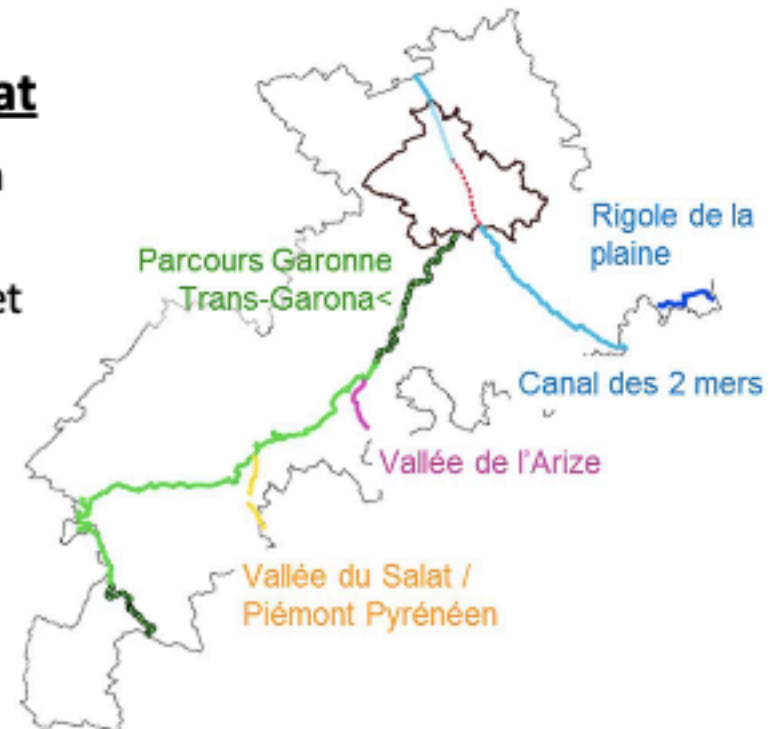 at
et
Rigole de la
plaine
Parcours Garonne
Trans-Garona<
Canal des 2 mers
Vallée de l'Arize
Vallée du Salat /
Piémont Pyrénéen